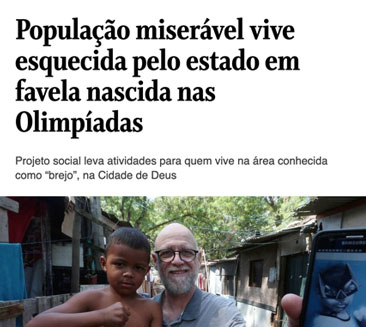 População miserável vive
esquecida pelo estado em
favela nascida nas
Olimpíadas
Projeto social leva atividades para quem vive na área conhecida
como “brejo”, na Cidade de Deus